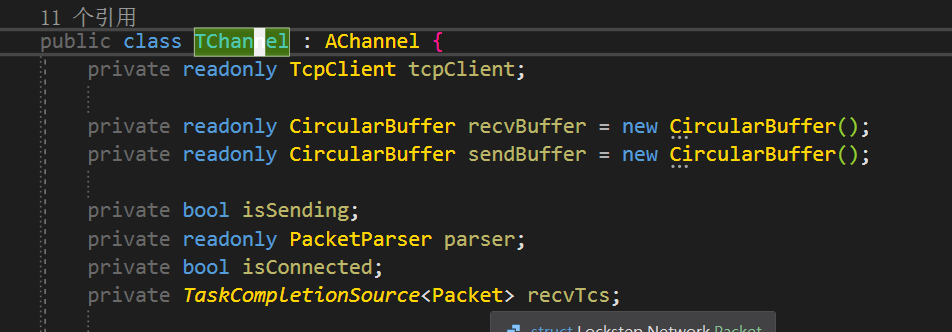 11 个引用
public class TChannel : AChannel {
private readonly TcpClient tcpClient;
private readonly CircularBuffer recvBuffer = new CircularBuffer();
private readonly CircularBuffer sendBuffer = new CircularBuffer();
private bool isSending;
private readonly PacketParser parser;
private bool isConnected;
private TaskCompletionSource<Packet> recvTcs;
struct Lockstep.Network.Packet